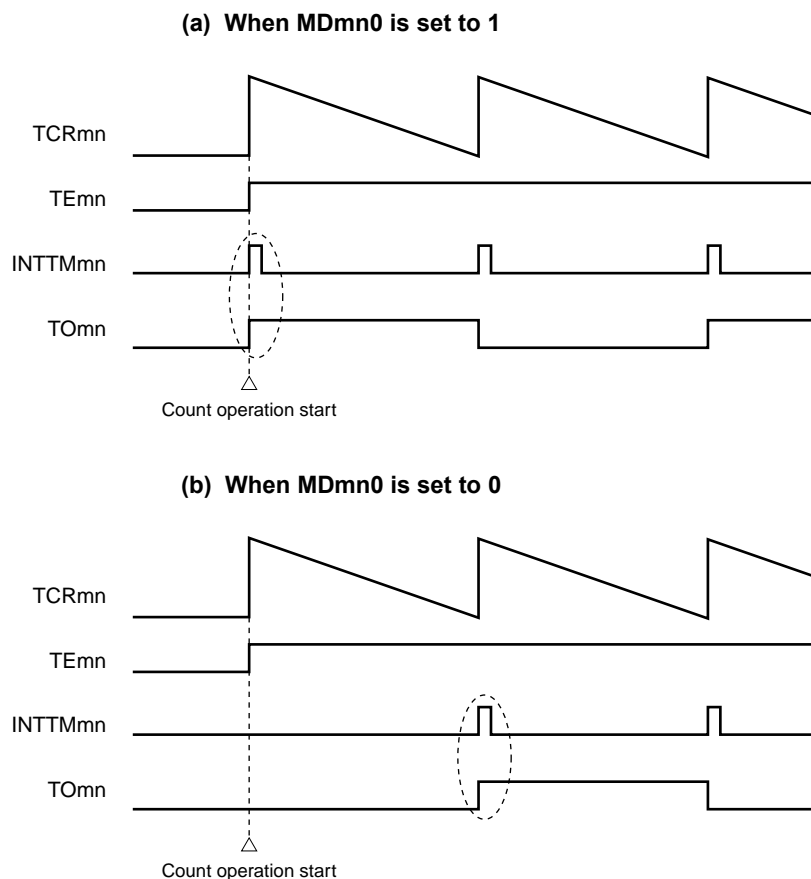 (a) When MDmn0 is set to 1
TCRmn
TEmn
INTTMmn
TOmn
Count operation start
(b) When MDmn0 is set to 0
TCRmn
TEmn
INTTMmn
TOmn
Count operation start